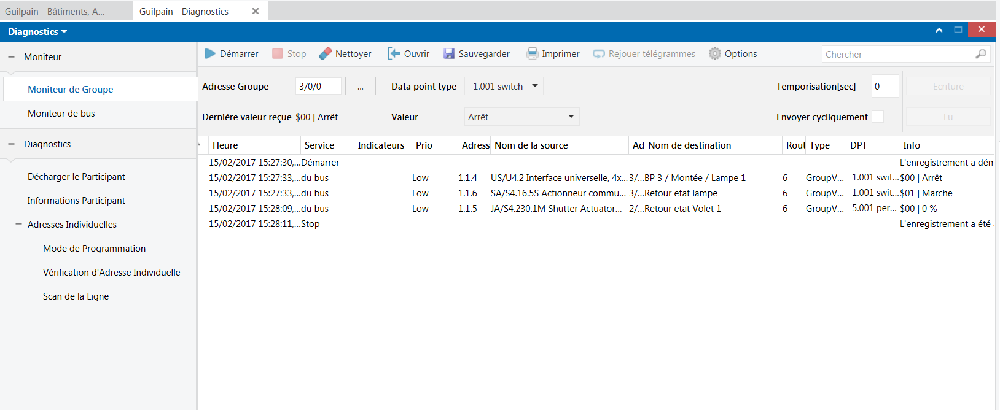 Guilpain - Bâtiments, A... Guilpain - Diagnostics
Diagnostics
Moniteur
Moniteur de Groupe
Moniteur de bus
Diagnostics
Décharger le Participant
Informations Participant
Adresses Individuelles
Mode de Programmation
Vérification d'Adresse Individuelle
Scan de la Ligne
Démarrer Stop Nettoyer Ouvrir Sauvegarder Imprimer Rejouer télégrammes Options Chercher
Adresse Groupe 3/0/0 ... Data point type 1.001 switch Temporisation[sec] 0 Ecriture
Dernière valeur reçue $00 | Arrêt Valeur Arrêt Envoyer cycliquement Lu
Heure Service Indicateurs Prio Adress Nom de la source Ad Nom de destination Rout Type DPT Info
15/02/2017 15:27:30,... Démarrer L'enregistrement a dém
15/02/2017 15:27:33,... du bus Low 1.1.4 US/U4.2 Interface universelle, 4x... 3/... BP 3 / Montée / Lampe 1 6 GroupV... 1.001 swit... $00 | Arrêt
15/02/2017 15:27:33,... du bus Low 1.1.6 SA/S4.16.5S Actionneur commu... 3/... Retour etat lampe 6 GroupV... 1.001 swit... $01 | Marche
15/02/2017 15:28:09,... du bus Low 1.1.5 JA/S4.230.1M Shutter Actuator... 2/... Retour etat Volet 1 6 GroupV... 5.001 per... $00 | 0 %
15/02/2017 15:28:11,... Stop L'enregistrement a été a